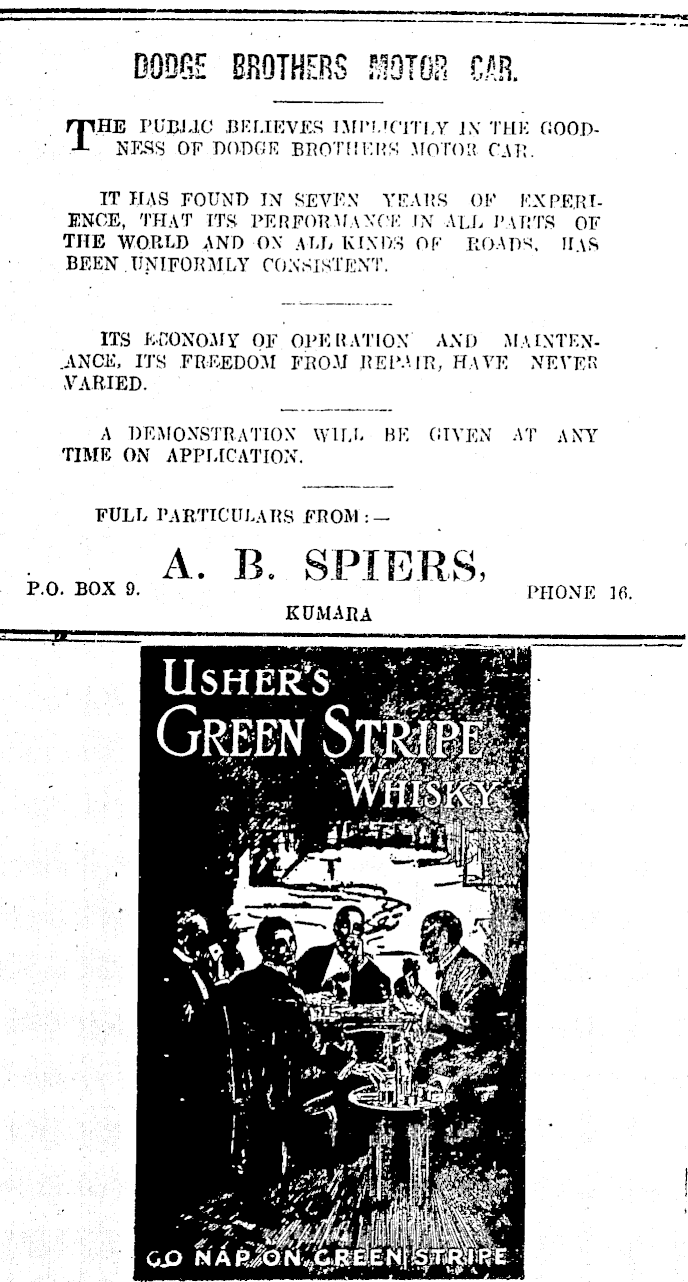 DODGE BROTHERS MOTOR CAR.
THE PUBLIC BELIEVES IMPLICITLY IN THE GOOD-
NESS OF DODGE BROTHERS MOTOR CAR.
IT HAS FOUND IN SEVEN YEARS OF EXPERI-
ENCE, THAT ITS PERFORMANCE IN ALL PARTS OF
THE WORLD AND ON ALL KINDS OF ROADS, HAS
BEEN UNIFORMLY CONSISTENT.
ITS ECONOMY OF OPERATION AND MAINTEN-
ANCE, ITS FREEDOM FROM REPAIR, HAVE NEVER
VARIED.
A DEMONSTRATION WILL BE GIVEN AT ANY
TIME ON APPLICATION.
FULL PARTICULARS FROM:—
A. B. SPIERS,
P.O. BOX 9. PHONE 16.
KUMARA
USHER'S
GREEN STRIPE
WHISKY
GO NAP ON GREEN STRIPE